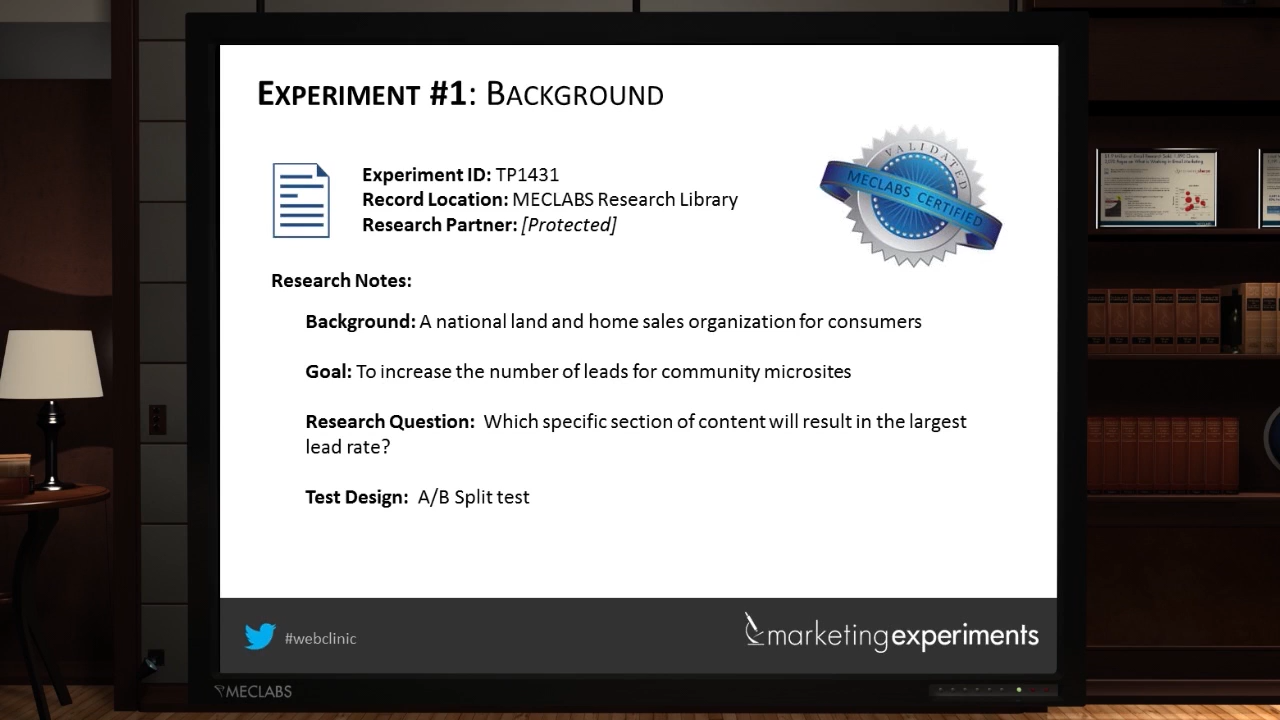 EXPERIMENT #1: BACKGROUND
Experiment ID: TP1431
Record Location: MECLABS Research Library
Research Partner: [Protected]
VALIDATED
MECLABS CERTIFIED
Research Notes:
Background: A national land and home sales organization for consumers
Goal: To increase the number of leads for community microsites
Research Question: Which specific section of content will result in the largest
lead rate?
Test Design: A/B Split test
#webclinic
marketingexperiments
MECLABS